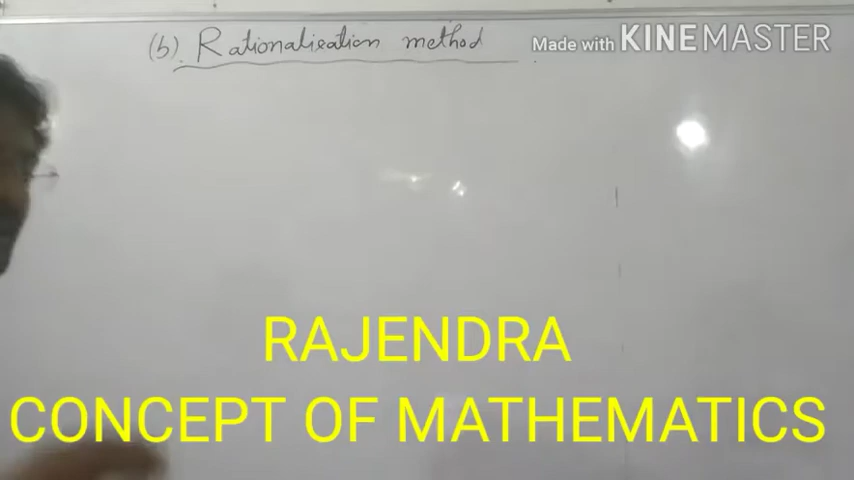 (b). Rationalisation method
Made with KINEMASTER
RAJENDRA
CONCEPT OF MATHEMATICS